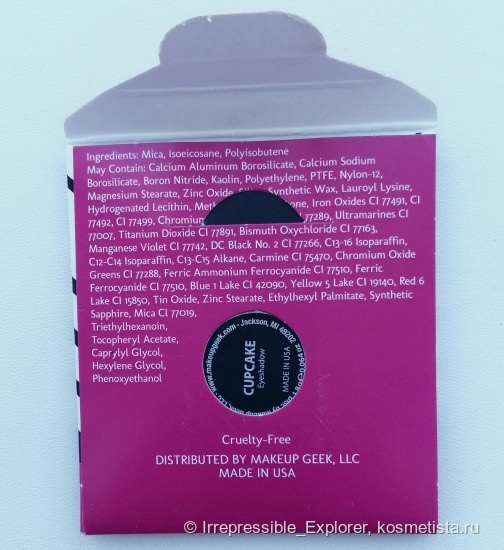 Ingredients: Mica, Isoeicosane, Polyisobutene
May Contain: Calcium Aluminum Borosilicate, Calcium Sodium
Borosilicate, Boron Nitride, Kaolin, Polyethylene, PTFE, Nylon-12,
Magnesium Stearate, Zinc Oxide, Synthetic Wax, Lauroyl Lysine,
Hydrogenated Lecithin, Iron Oxides CI 77491, CI
77492, CI 77499, Chromium 77289, Ultramarines CI
77007, Titanium Dioxide CI 77891, Bismuth Oxychloride CI 77163,
Manganese Violet CI 77742, DC Black No. 2 CI 77266, C13-16 Isoparaffin,
C12-C14 Isoparaffin, C13-C15 Alkane, Carmine CI 75470, Chromium Oxide
Greens CI 77288, Ferric Ammonium Ferrocyanide CI 77510, Ferric
Ferrocyanide CI 77510, Blue 1 Lake CI 42090, Yellow 5 Lake CI 19140, Red 6
Lake CI 15850, Tin Oxide, Zinc Stearate, Ethylhexyl Palmitate, Synthetic
Sapphire, Mica CI 77019,
Triethylhexanoin,
Tocopheryl Acetate,
Caprylyl Glycol,
Hexylene Glycol,
Phenoxyethanol
www.makeupgeek.com · Jackson, MI 49202
CUPCAKE
Eyeshadow
MADE IN USA
Cruelty-Free
DISTRIBUTED BY MAKEUP GEEK, LLC
MADE IN USA
© Irrepressible_Explorer, kosmetista.ru